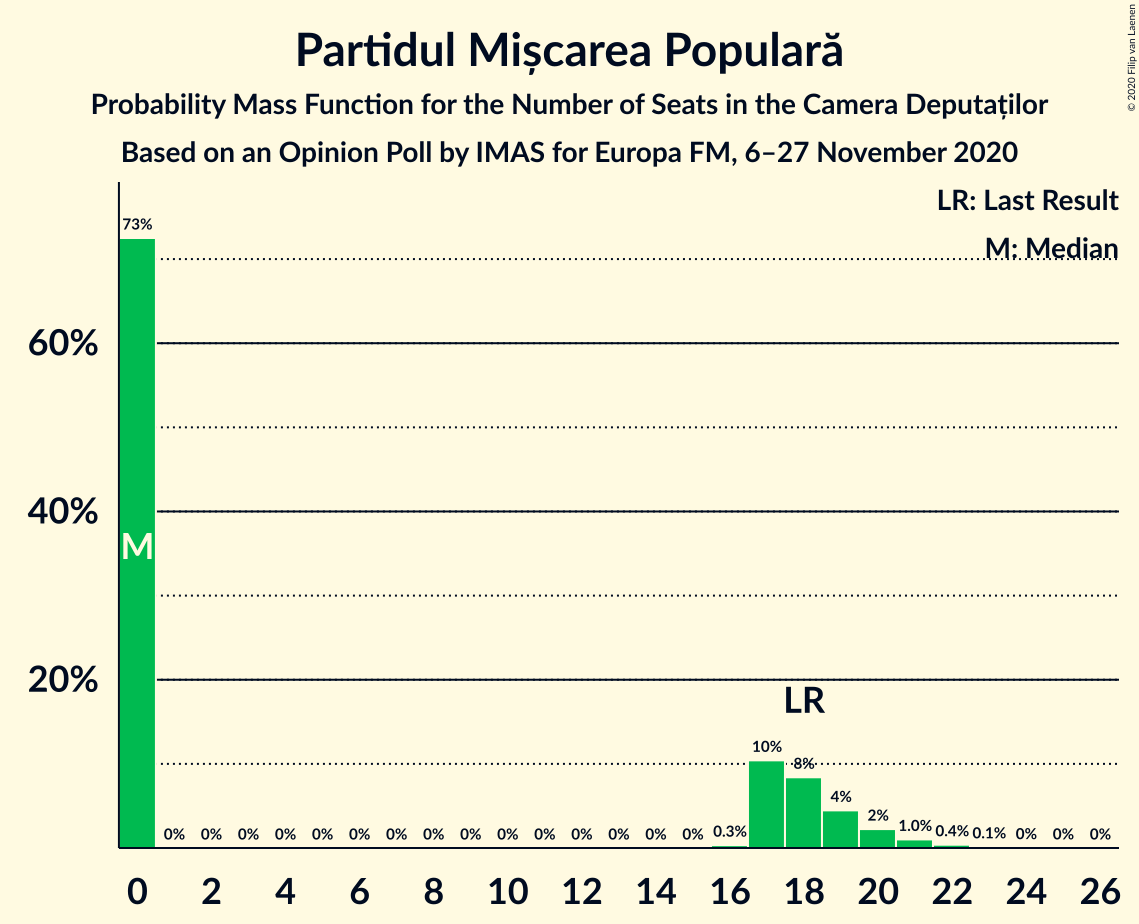 Partidul Mișcarea Populară
Probability Mass Function for the Number of Seats in the Camera Deputaților
Based on an Opinion Poll by IMAS for Europa FM, 6–27 November 2020
© 2020 Filip van Laenen
LR: Last Result
M: Median
73%
60%
40%
M
20%
LR
0% 0% 0% 0% 0% 0% 0% 0% 0% 0% 0% 0% 0% 0% 0% 0.3% 10% 8% 4% 2% 1.0% 0.4% 0.1% 0% 0% 0%
0 2 4 6 8 10 12 14 16 18 20 22 24 26